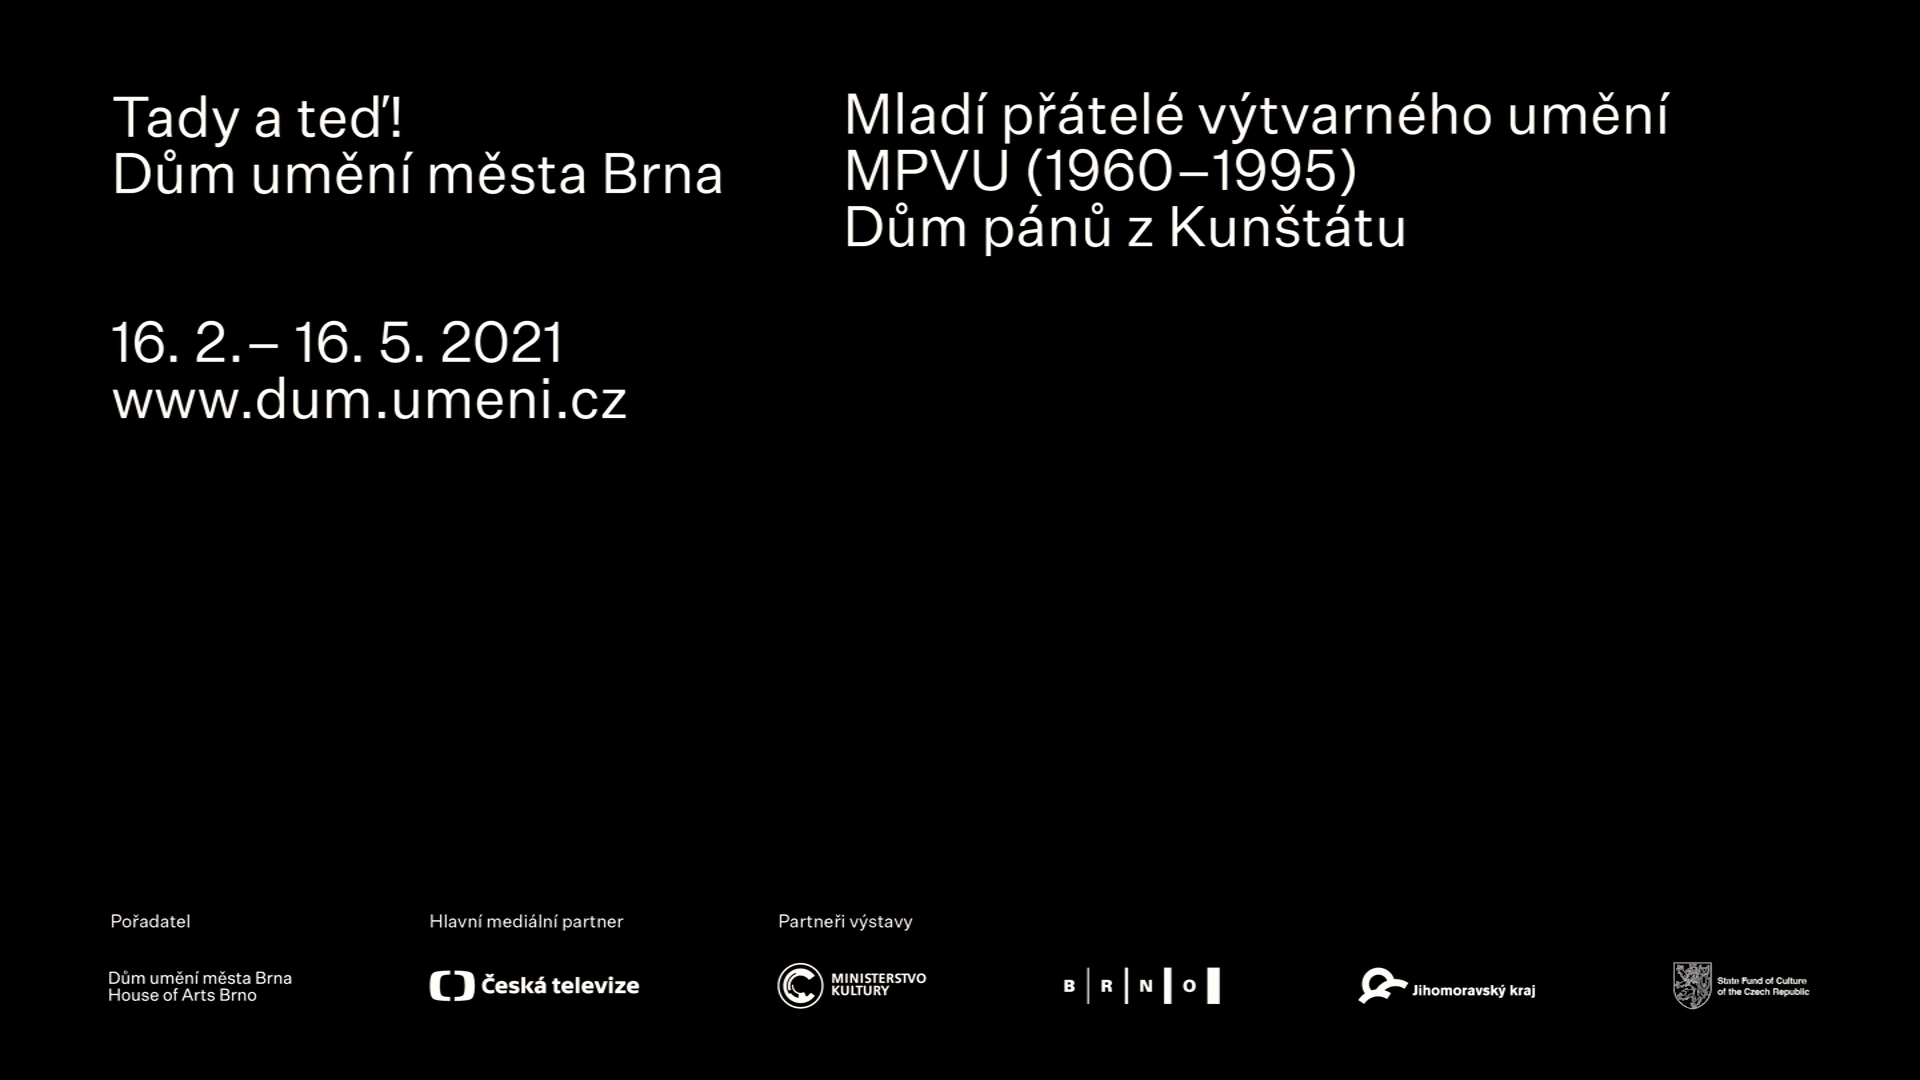 Tady a teď!
Dům umění města Brna
16. 2. – 16. 5. 2021
www.dum.umeni.cz
Mladí přátelé výtvarného umění
MPVU (1960–1995)
Dům pánů z Kunštátu
Pořadatel
Dům umění města Brna
House of Arts Brno
Hlavní mediální partner
Česká televize
Partneři výstavy
MINISTERSTVO
KULTURY
B R N O
Jihomoravský kraj
State Fund of Culture
of the Czech Republic